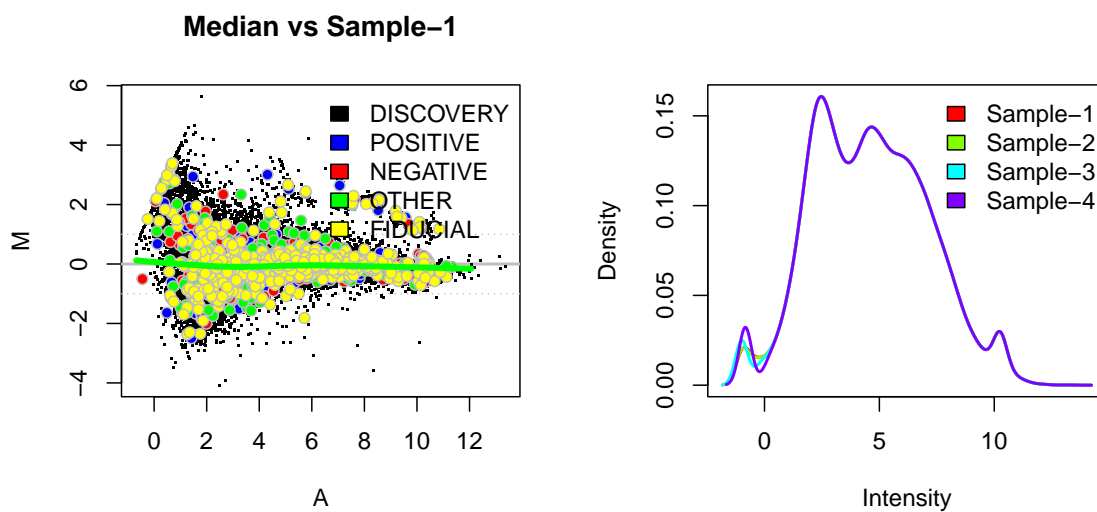 Median vs Sample−1
M
6
4
2
0
−2
−4
DISCOVERY
POSITIVE
NEGATIVE
OTHER
FIDUCIAL
0 2 4 6 8 10 12
A
Density
0.15
0.10
0.05
0.00
Sample−1
Sample−2
Sample−3
Sample−4
0 5 10
Intensity